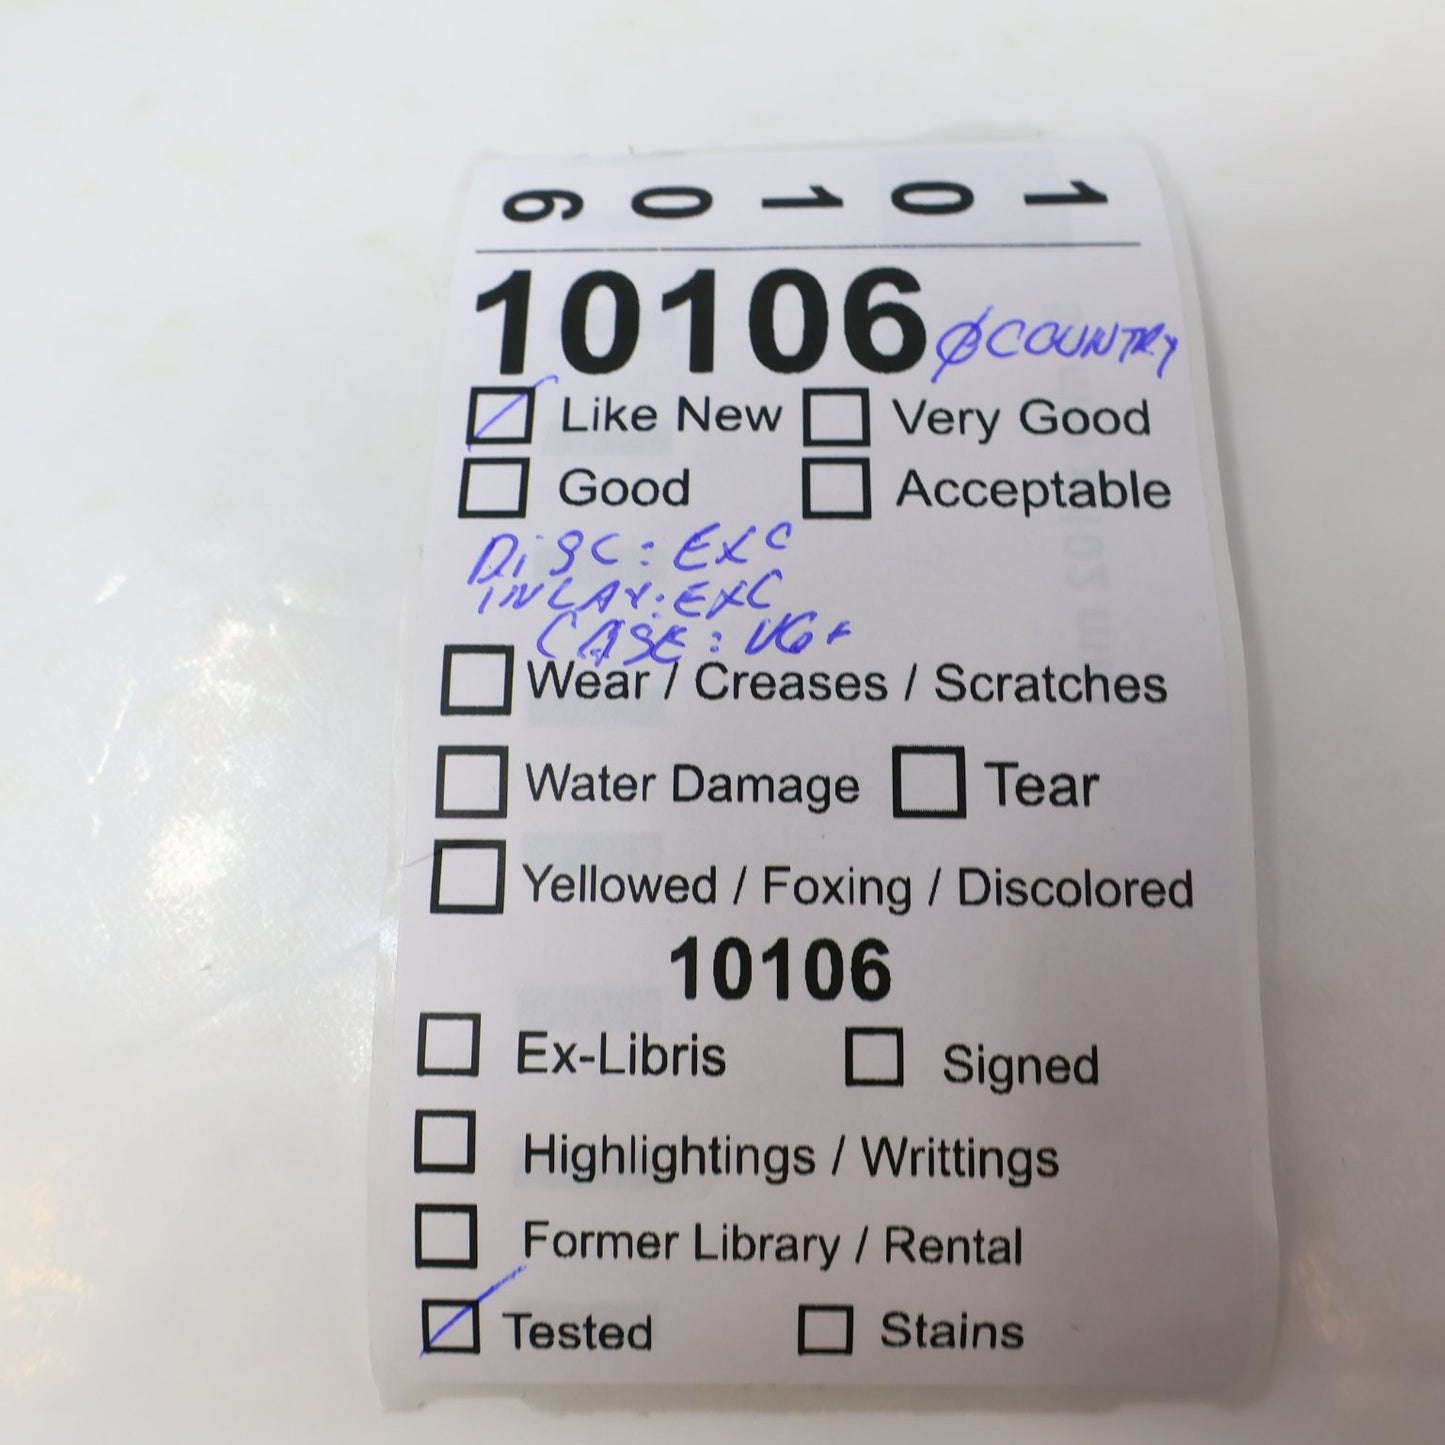 10106
10106 ∅ COUNTRY
Like New Very Good
Good Acceptable
DISC: EXC
INLAY: EXC
CASE: VG+
Wear / Creases / Scratches
Water Damage Tear
Yellowed / Foxing / Discolored
10106
Ex-Libris Signed
Highlightings / Writtings
Former Library / Rental
Tested Stains